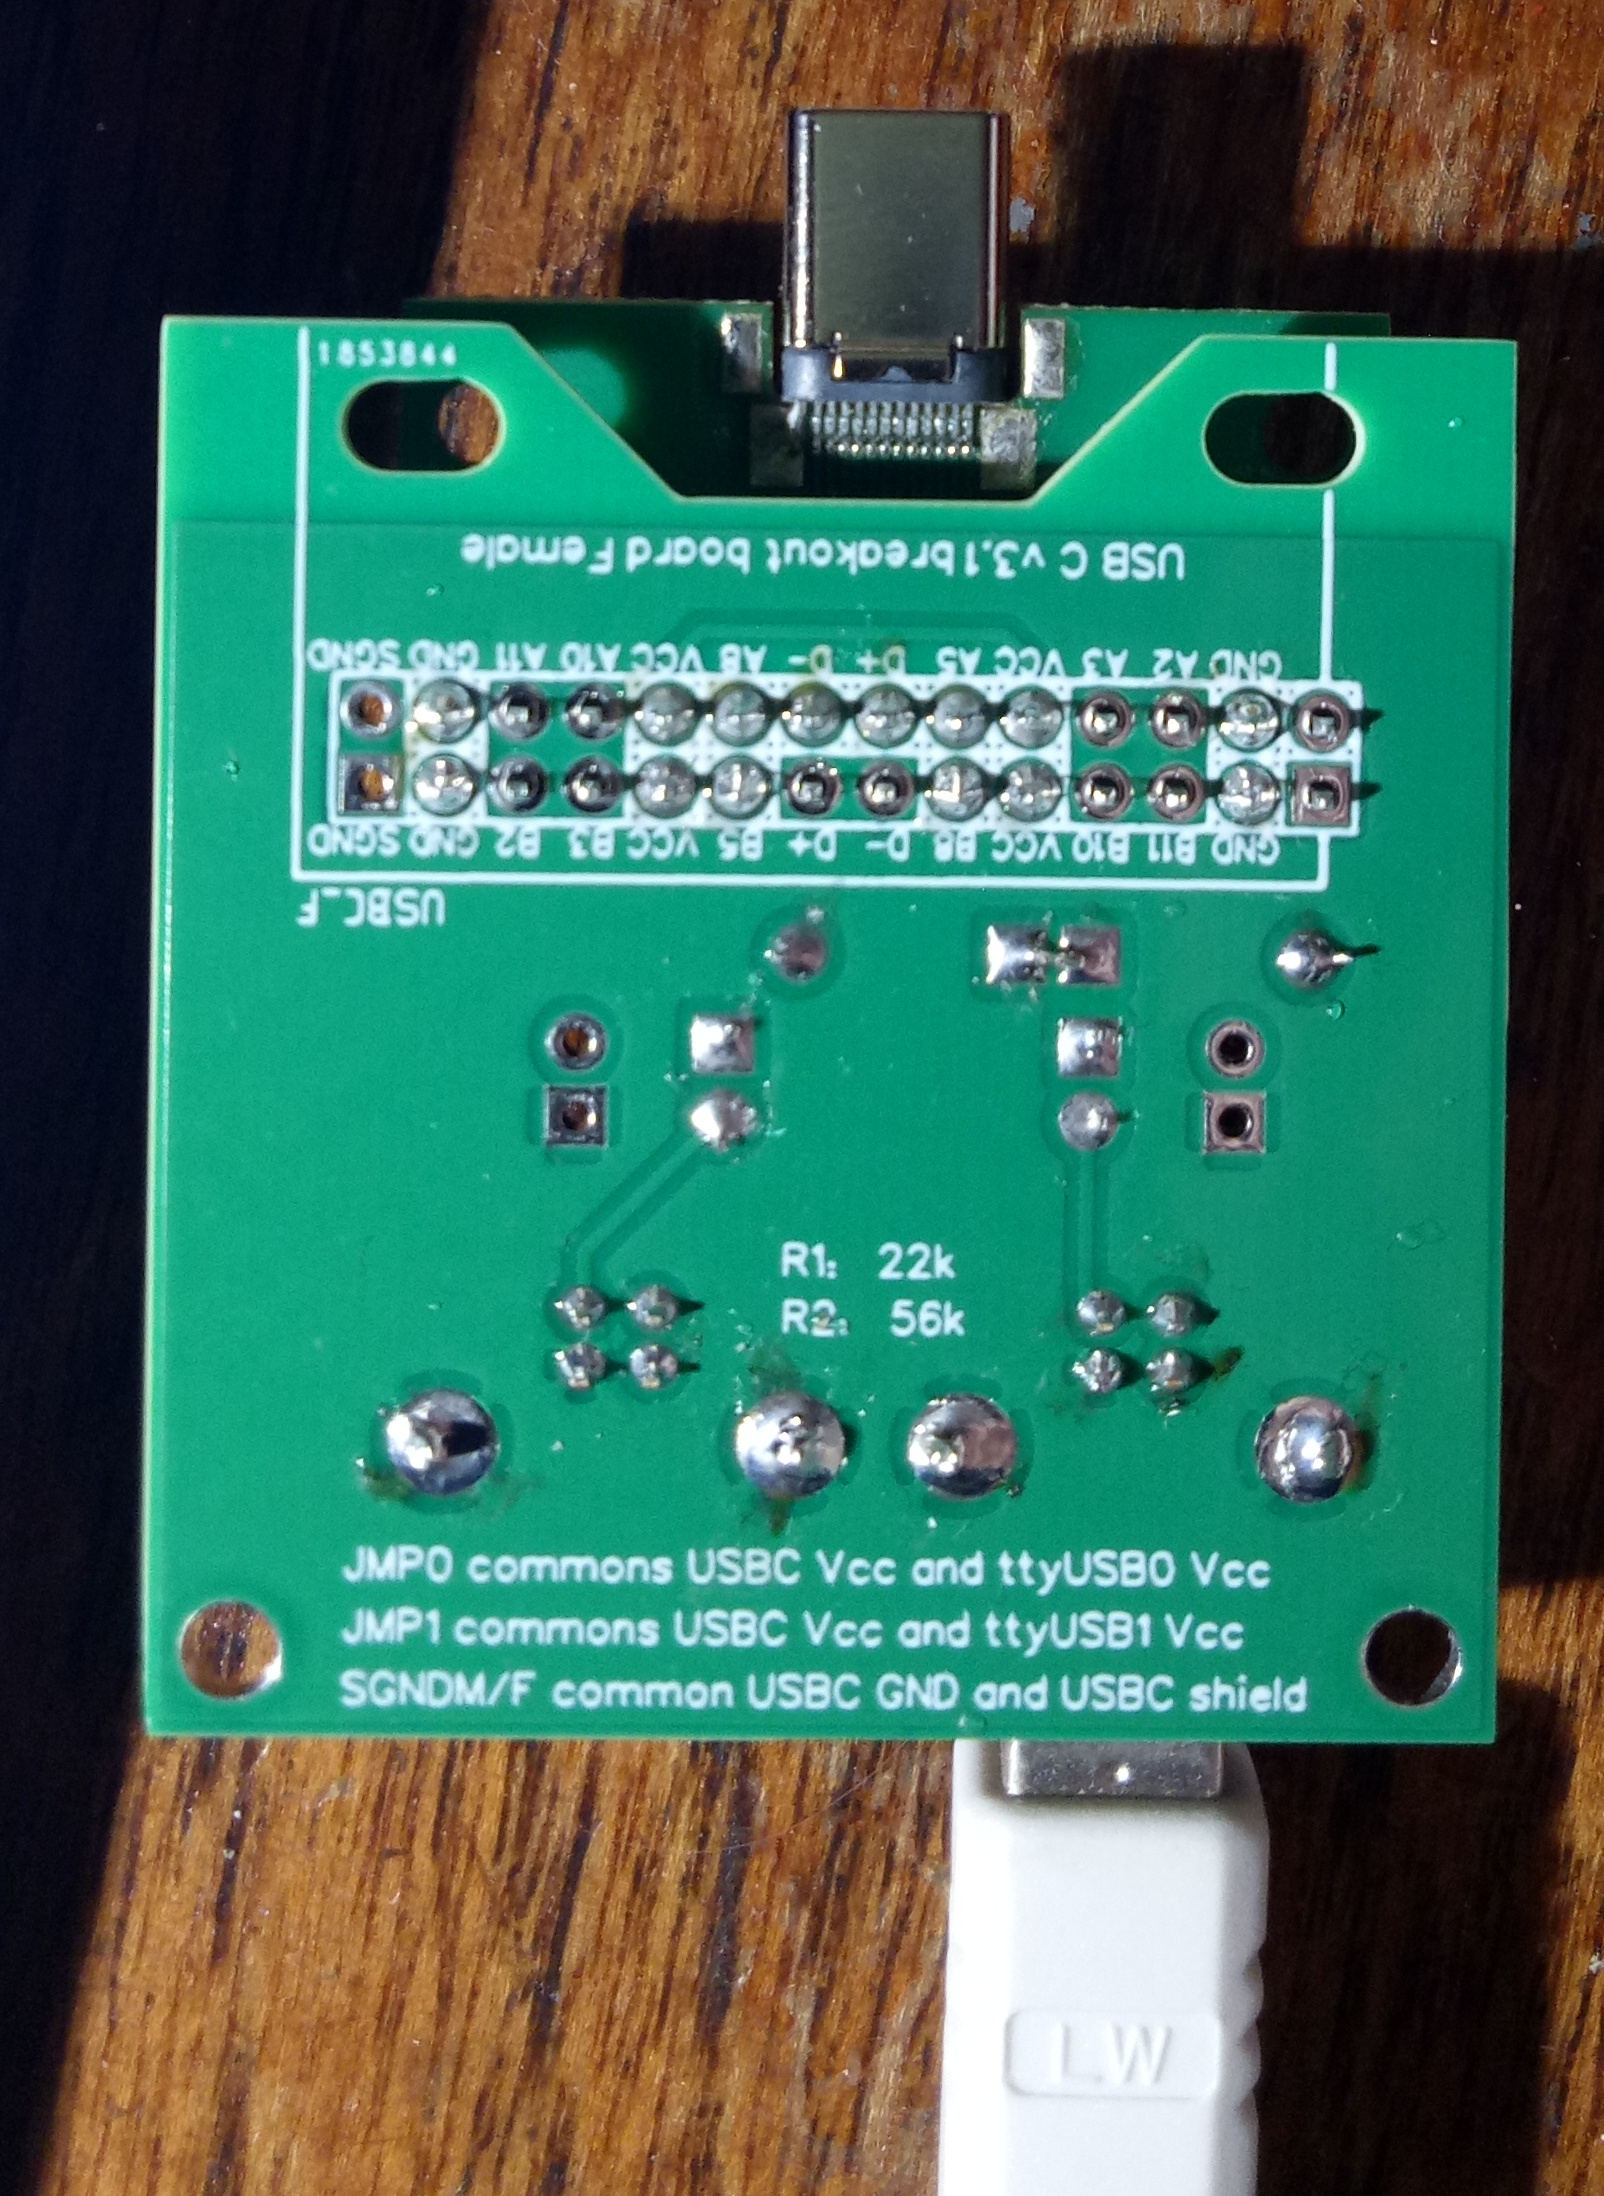 1853844
USB C v3.1 breakout board Female
SGND GND A11 A10 VCC A8 D- D+ A5 VCC A3 A2 GND
SGND GND B2 B3 VCC B5 D+ D- B8 VCC B10 B11 GND
USBC_F
R1: 22k
R2: 56k
JMP0 commons USBC Vcc and ttyUSB0 Vcc
JMP1 commons USBC Vcc and ttyUSB1 Vcc
SGNDM/F common USBC GND and USBC shield
LW